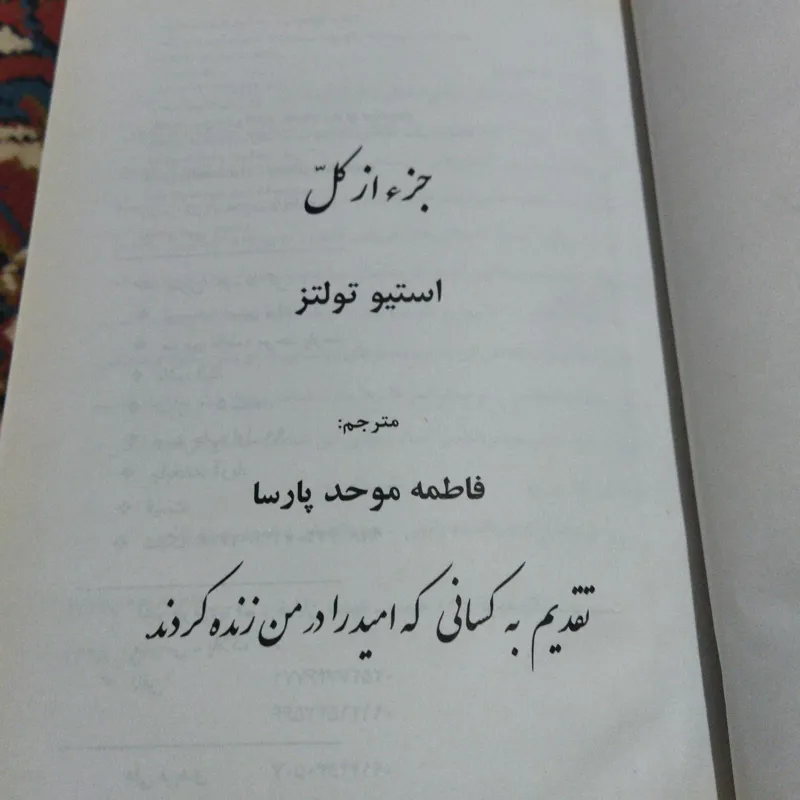 جزء از کلّ
استیو تولتز
مترجم:
فاطمه موحد پارسا
تقدیم به کسانی که امید را در من زنده کردند.